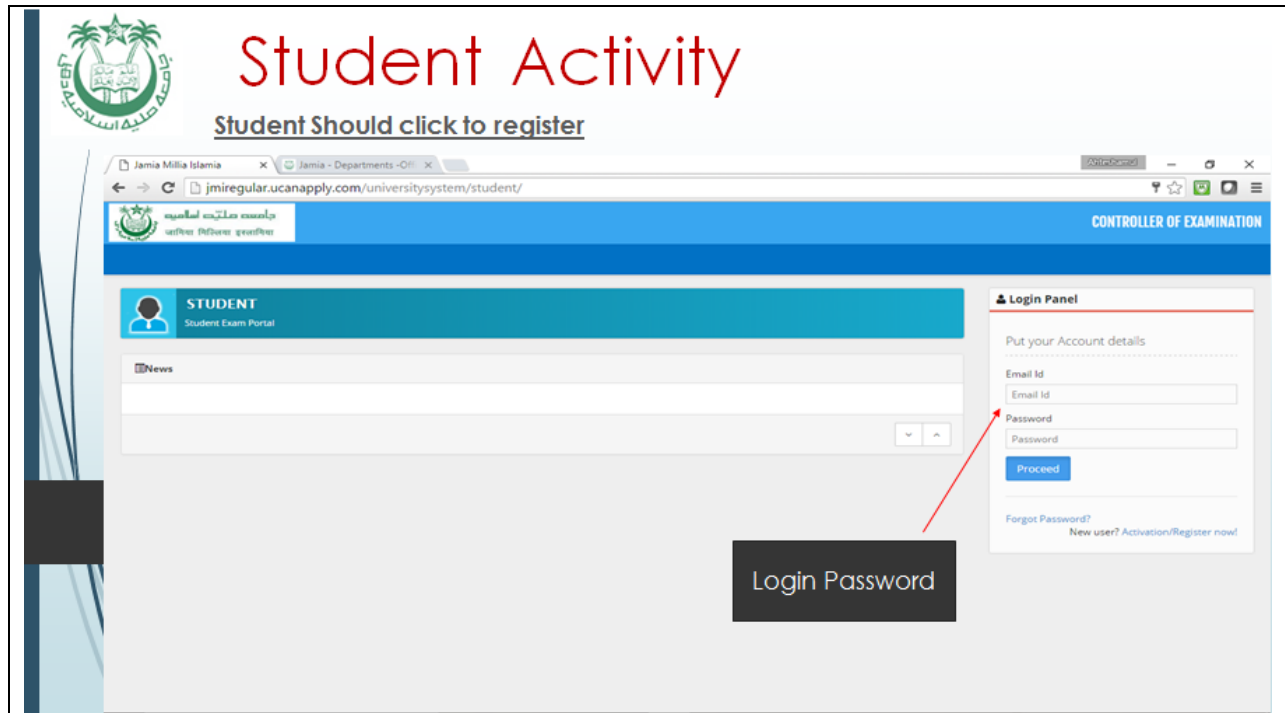 Student Activity
Student Should click to register
Jamia Millia Islamia
Jamia - Departments -Off
jmiregular.ucanapply.com/universitysystem/student/
جامعہ ملیّہ اسلامیہ
जामिया मिल्लिया इस्लामिया
CONTROLLER OF EXAMINATION
STUDENT
Student Exam Portal
News
Login Panel
Put your Account details
Email Id
Email Id
Password
Password
Proceed
Forgot Password?
New user? Activation/Register now!
Login Password